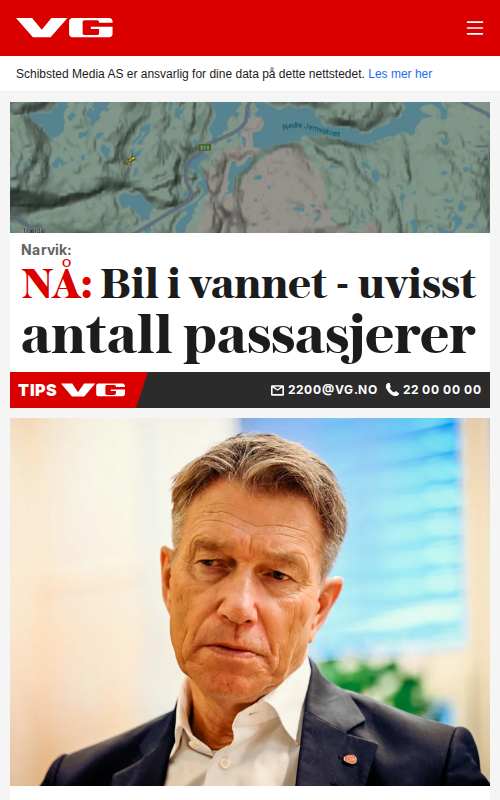 VG
Schibsted Media AS er ansvarlig for dine data på dette nettstedet. Les mer her
Nedre Jernvatnet
E10
Narvik:
NÅ: Bil i vannet - uvisst
antall passasjerer
TIPS VG 2200@VG.NO 22 00 00 00